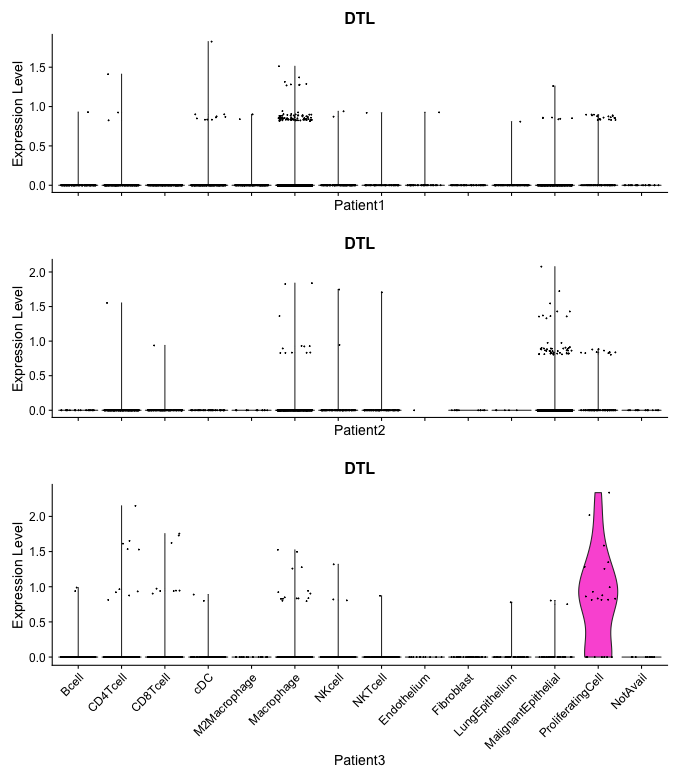 DTL
Expression Level
1.5
1.0
0.5
0.0
Patient1
DTL
Expression Level
2.0
1.5
1.0
0.5
0.0
Patient2
DTL
Expression Level
2.0
1.5
1.0
0.5
0.0
Bcell
CD4Tcell
CD8Tcell
cDC
M2Macrophage
Macrophage
NKcell
NKTcell
Endothelium
Fibroblast
LungEpithelium
MalignantEpithelial
ProliferatingCell
NotAvail
Patient3